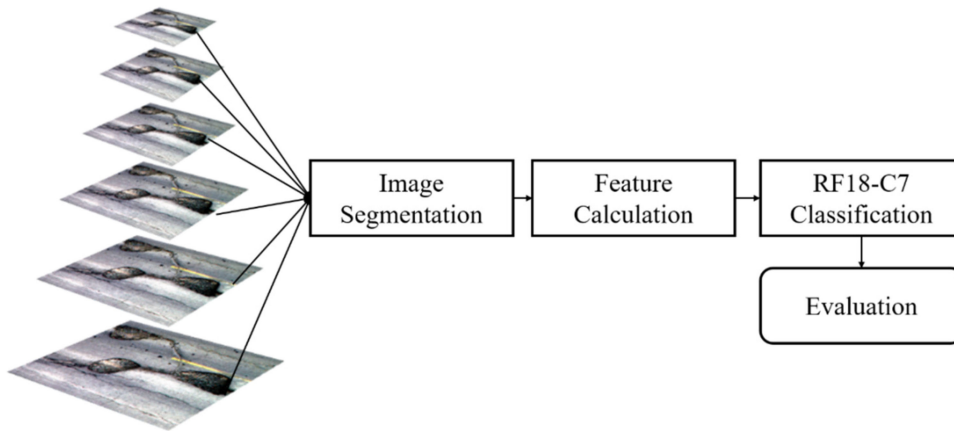 Image
Segmentation
Feature
Calculation
RF18-C7
Classification
Evaluation